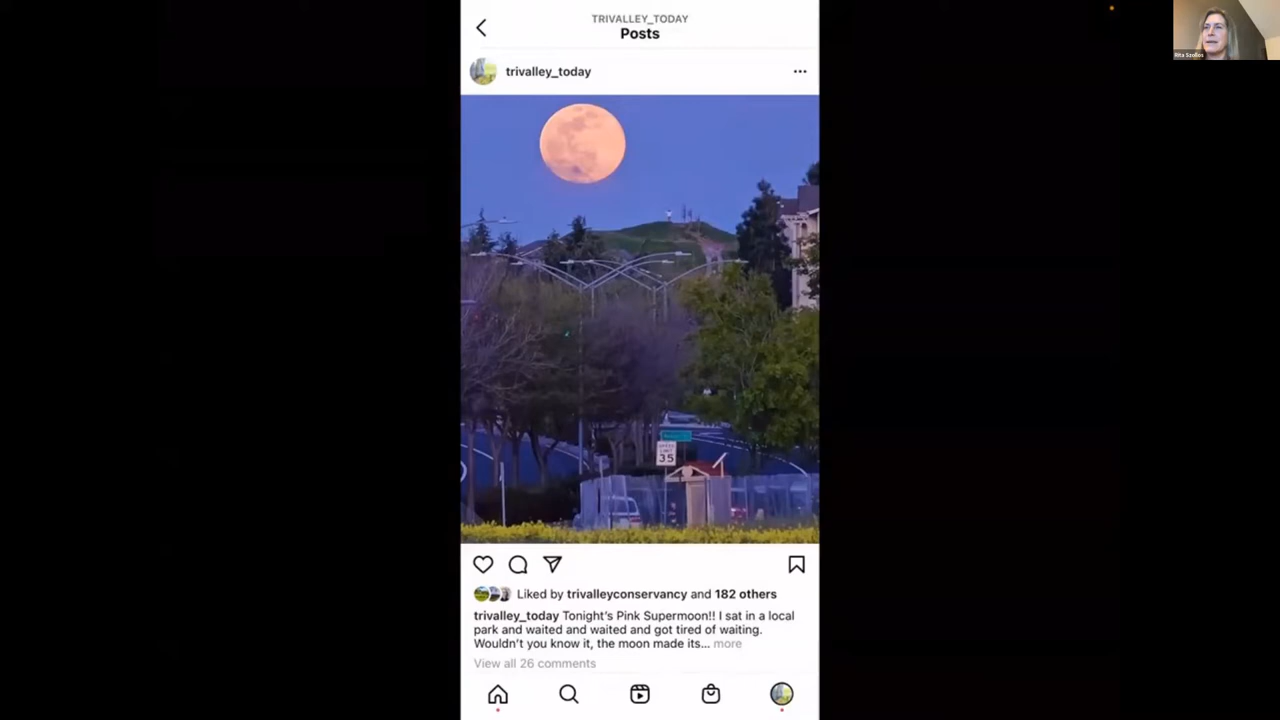 TRIVALLEY_TODAY
Posts
trivalley_today
SPEED
LIMIT
35
Liked by trivalleyconservancy and 182 others
trivalley_today Tonight's Pink Supermoon!! I sat in a local
park and waited and waited and got tired of waiting.
Wouldn't you know it, the moon made its... more
View all 26 comments
Rita Szollos